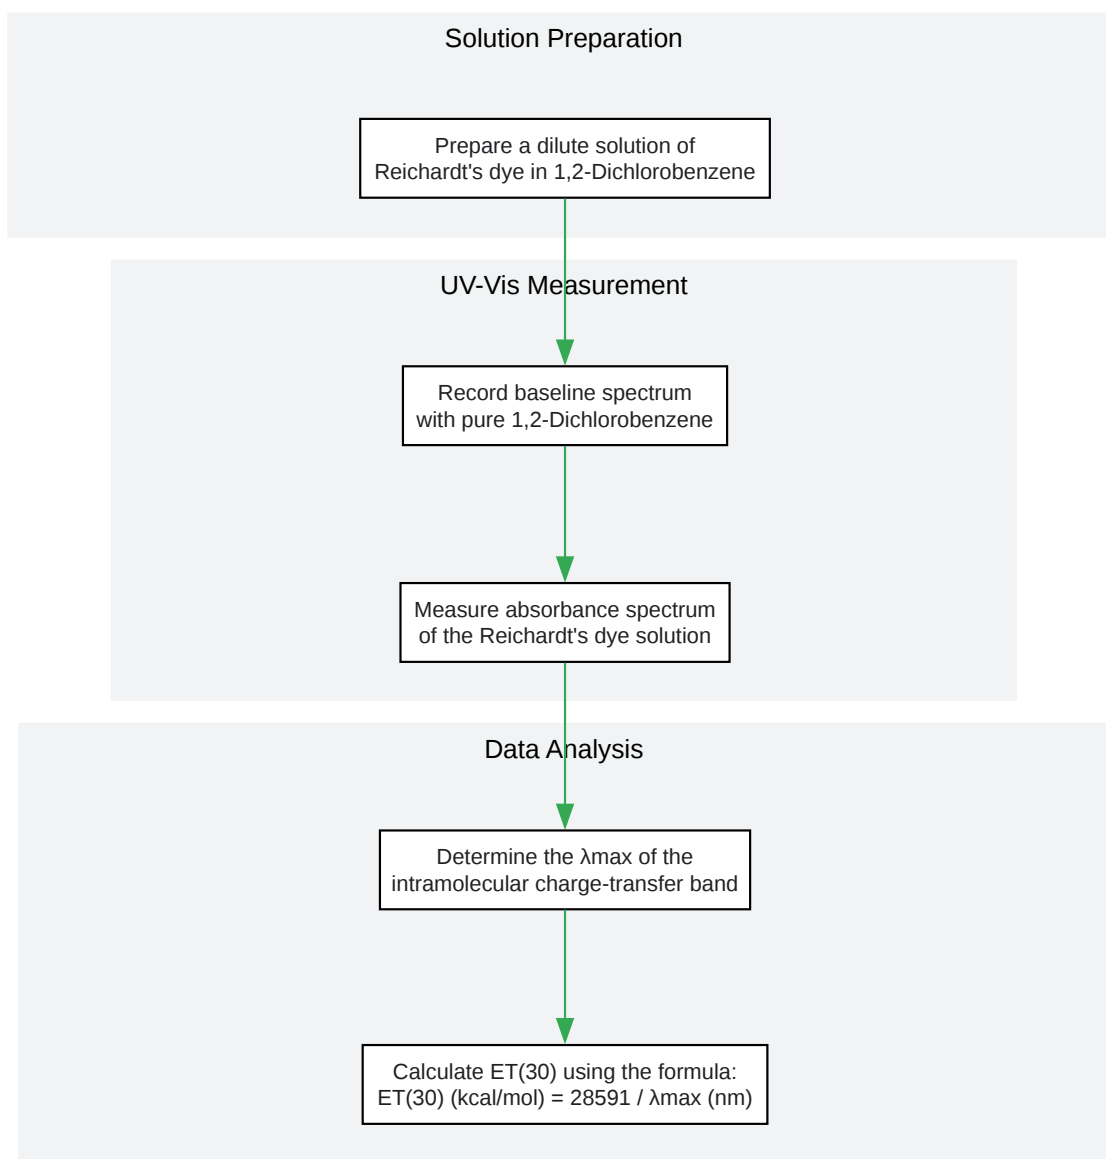 Solution Preparation
Prepare a dilute solution of
Reichardt's dye in 1,2-Dichlorobenzene
UV-Vis Measurement
Record baseline spectrum
with pure 1,2-Dichlorobenzene
Measure absorbance spectrum
of the Reichardt's dye solution
Data Analysis
Determine the λmax of the
intramolecular charge-transfer band
Calculate ET(30) using the formula:
ET(30) (kcal/mol) = 28591 / λmax (nm)